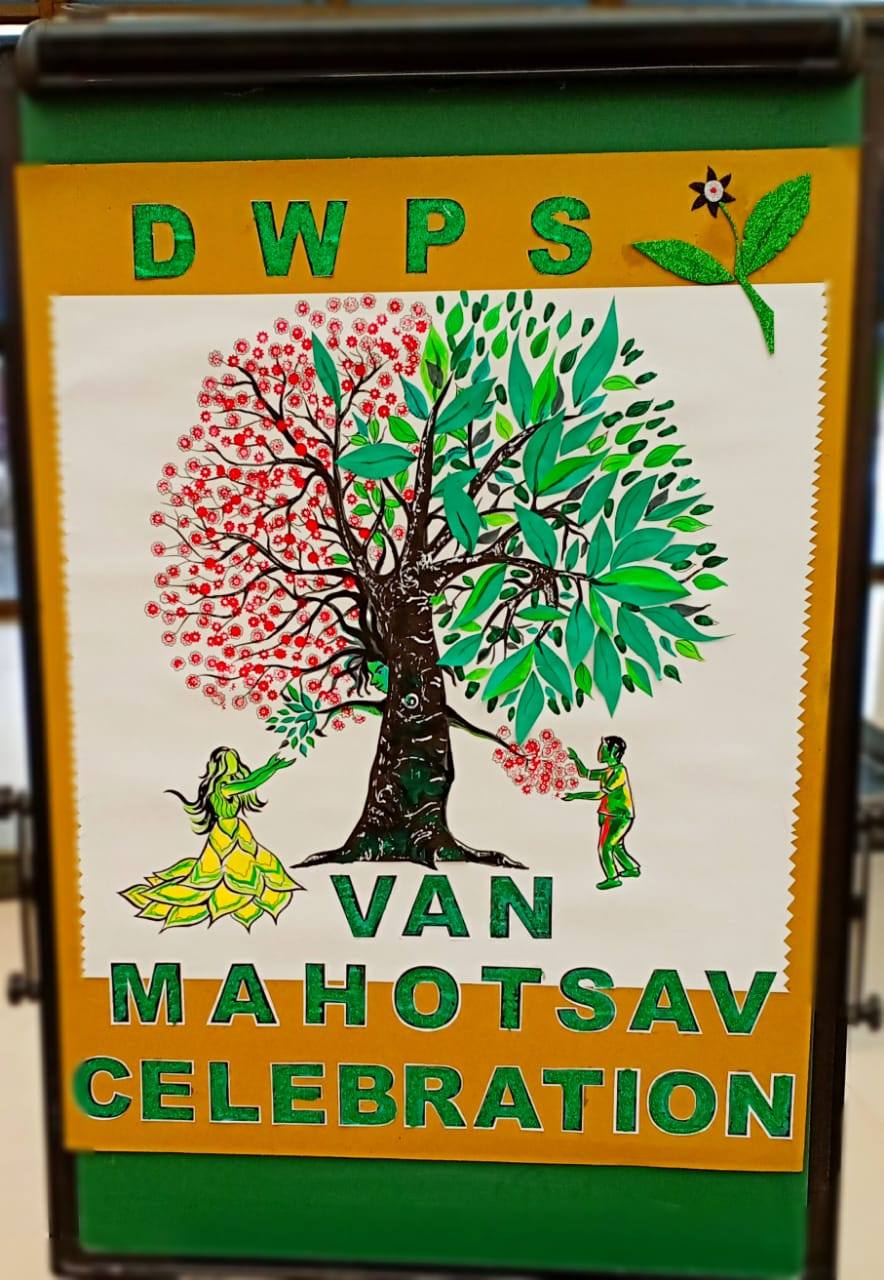 DWPS
VAN
MAHOTSAV
CELEBRATION